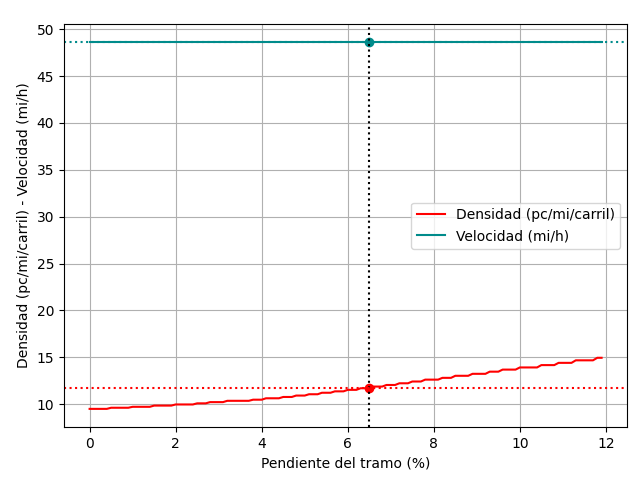 50
45
40
35
30
25
20
15
10
Densidad (pc/mi/carril) - Velocidad (mi/h)
Densidad (pc/mi/carril)
Velocidad (mi/h)
0 2 4 6 8 10 12
Pendiente del tramo (%)